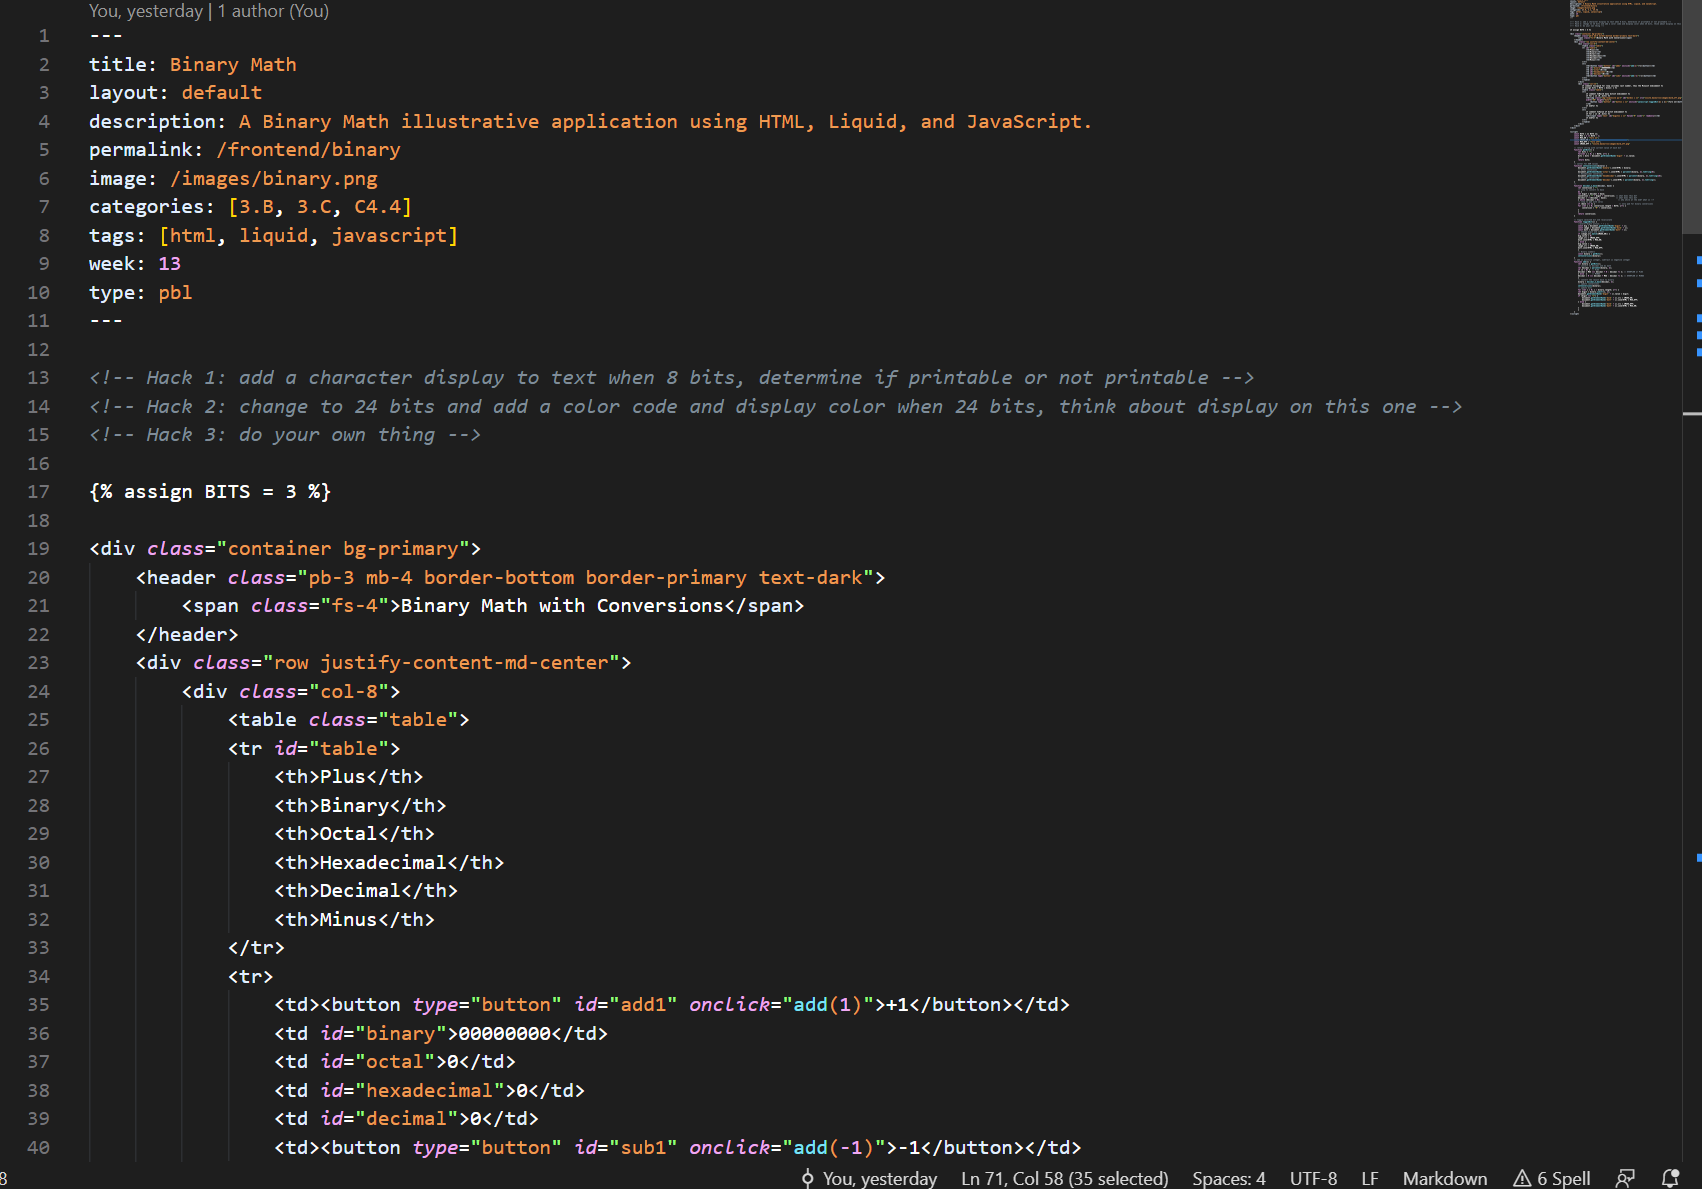 You, yesterday | 1 author (You)
1 ---
2 title: Binary Math
3 layout: default
4 description: A Binary Math illustrative application using HTML, Liquid, and JavaScript.
5 permalink: /frontend/binary
6 image: /images/binary.png
7 categories: [3.B, 3.C, C4.4]
8 tags: [html, liquid, javascript]
9 week: 13
10 type: pbl
11 ---
12
13 <!-- Hack 1: add a character display to text when 8 bits, determine if printable or not printable -->
14 <!-- Hack 2: change to 24 bits and add a color code and display color when 24 bits, think about display on this one -->
15 <!-- Hack 3: do your own thing -->
16
17 {% assign BITS = 3 %}
18
19 <div class="container bg-primary">
20     <header class="pb-3 mb-4 border-bottom border-primary text-dark">
21         <span class="fs-4">Binary Math with Conversions</span>
22     </header>
23     <div class="row justify-content-md-center">
24         <div class="col-8">
25             <table class="table">
26             <tr id="table">
27                 <th>Plus</th>
28                 <th>Binary</th>
29                 <th>Octal</th>
30                 <th>Hexadecimal</th>
31                 <th>Decimal</th>
32                 <th>Minus</th>
33             </tr>
34             <tr>
35                 <td><button type="button" id="add1" onclick="add(1)">+1</button></td>
36                 <td id="binary">00000000</td>
37                 <td id="octal">0</td>
38                 <td id="hexadecimal">0</td>
39                 <td id="decimal">0</td>
40                 <td><button type="button" id="sub1" onclick="add(-1)">-1</button></td>
8 You, yesterday Ln 71, Col 58 (35 selected) Spaces: 4 UTF-8 LF Markdown 6 Spell